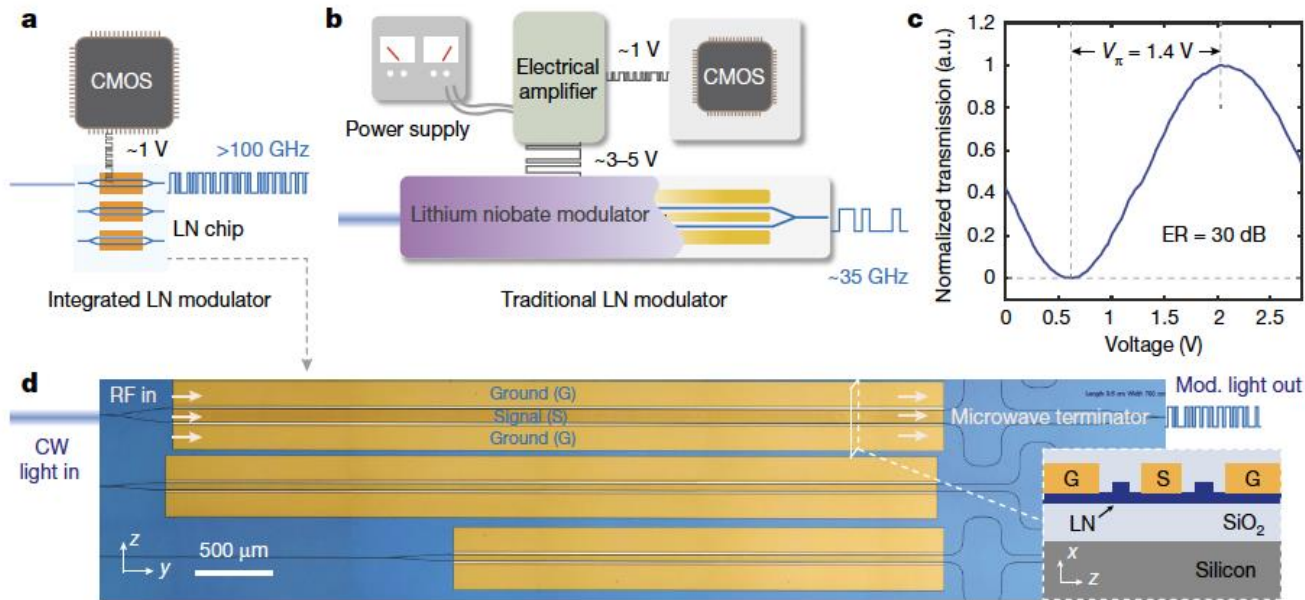 a
CMOS
~1 V
>100 GHz
LN chip
Integrated LN modulator
b
Power supply
Electrical
amplifier
~1 V
CMOS
~3–5 V
Lithium niobate modulator
~35 GHz
Traditional LN modulator
c
Normalized transmission (a.u.)
1.2
1
0.8
0.6
0.4
0.2
0
Vπ = 1.4 V
ER = 30 dB
0 0.5 1 1.5 2 2.5
Voltage (V)
d
RF in
Ground (G)
Signal (S)
Ground (G)
Microwave terminator
Mod. light out
CW
light in
z
y
500 μm
G S G
LN
SiO2
x
z
Silicon